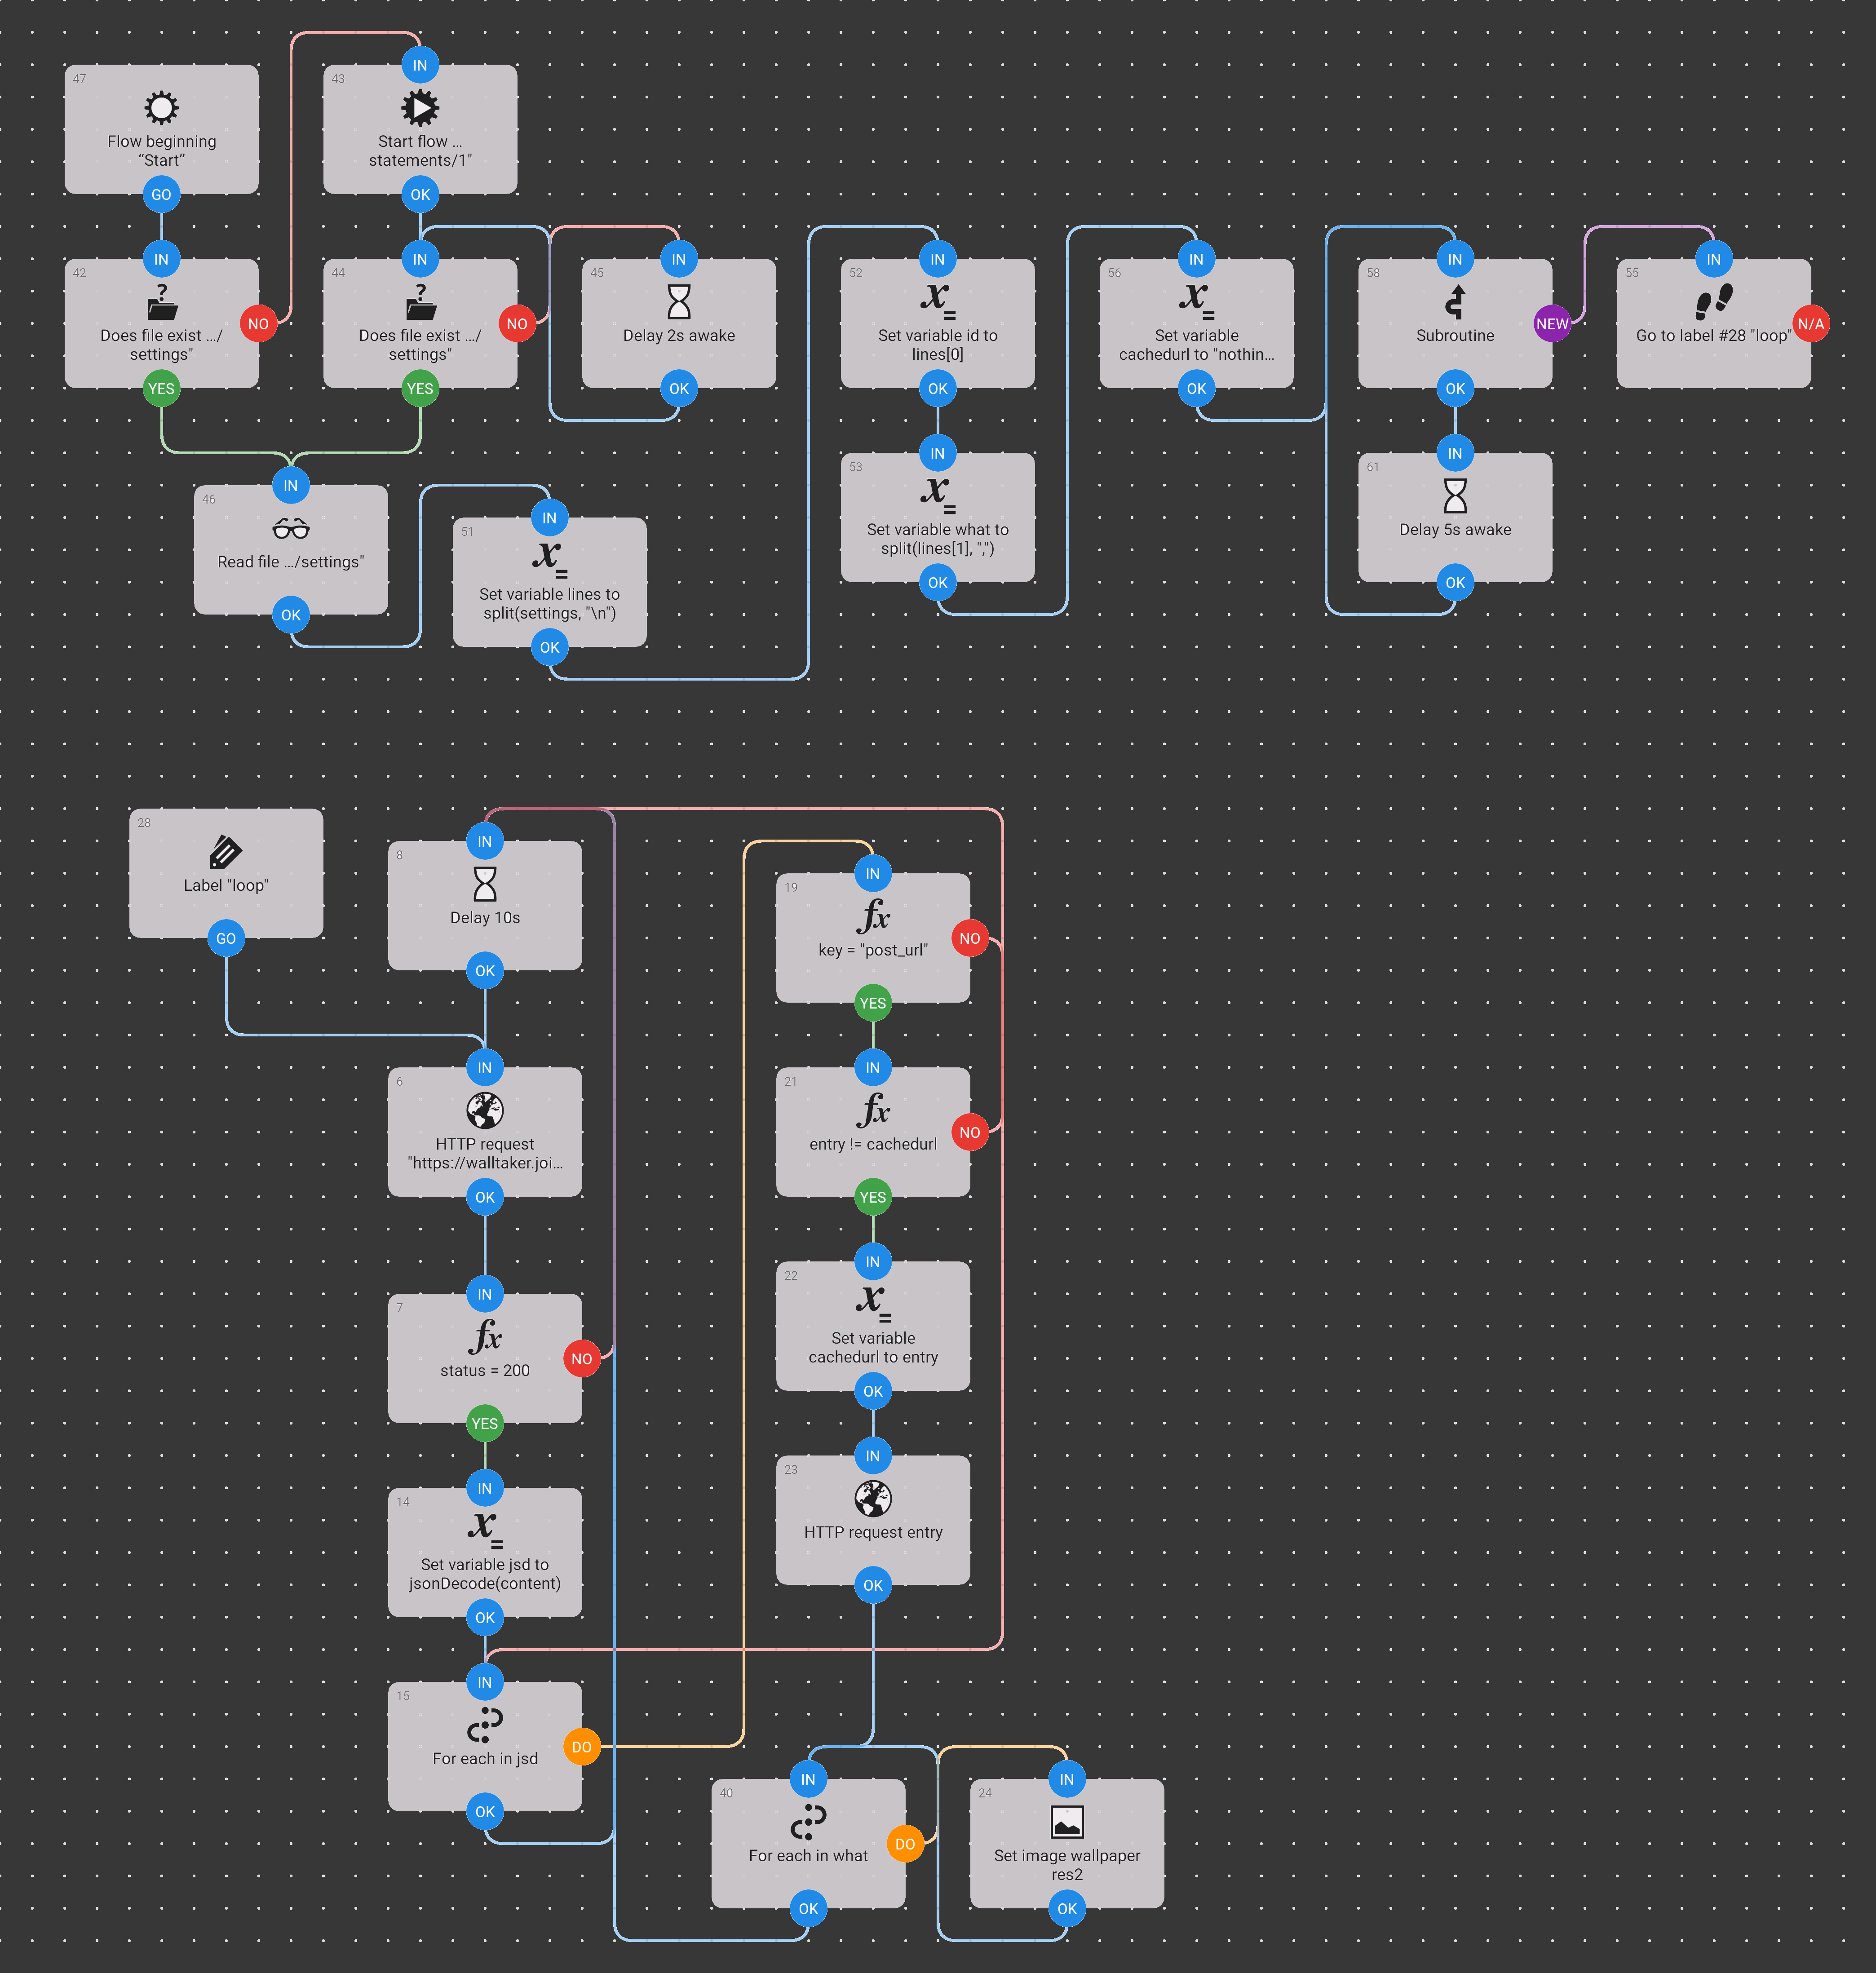 47
Flow beginning
“Start”
GO
IN
43
Start flow ...
statements/1"
OK
IN
42
Does file exist .../
settings"
NO
YES
IN
44
Does file exist .../
settings"
NO
YES
IN
45
Delay 2s awake
OK
IN
52
Set variable id to
lines[0]
OK
IN
56
Set variable
cachedurl to "nothin...
OK
IN
58
Subroutine
NEW
OK
IN
55
Go to label #28 "loop"
N/A
IN
46
Read file .../settings"
OK
IN
51
Set variable lines to
split(settings, "\n")
OK
IN
53
Set variable what to
split(lines[1], ",")
OK
IN
61
Delay 5s awake
OK
28
Label "loop"
GO
IN
8
Delay 10s
OK
IN
6
HTTP request
"https://walltaker.joi...
OK
IN
7
status = 200
NO
YES
IN
14
Set variable jsd to
jsonDecode(content)
OK
IN
15
For each in jsd
DO
OK
IN
19
key = "post_url"
NO
YES
IN
21
entry != cachedurl
NO
YES
IN
22
Set variable
cachedurl to entry
OK
IN
23
HTTP request entry
OK
IN
40
For each in what
DO
OK
IN
24
Set image wallpaper
res2
OK